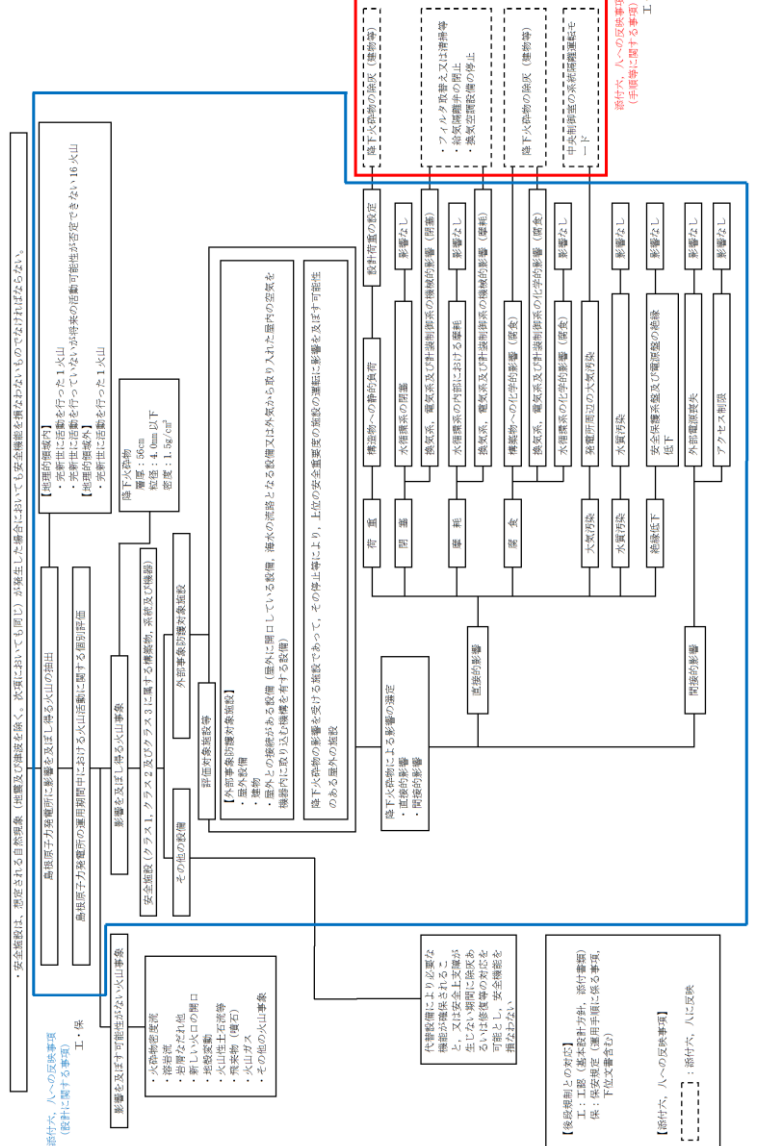 ・安全施設は、想定される自然現象（地震及び津波を除く。次項においても同じ）が発生した場合においても安全機能を損なわないものでなければならない。
添付六，八への反映事項
（設計に関する事項）
工・保
島根原子力発電所に影響を及ぼし得る火山の抽出
【地理的領域内】
・完新世に活動を行った1火山
・完新世に活動を行っていないが将来の活動可能性が否定できない16火山
【地理的領域外】
・完新世に活動を行った1火山
島根原子力発電所の運用期間中における火山活動に関する個別評価
影響を及ぼす可能性がない火山事象
・火砕物密度流
・溶岩流
・岩屑なだれ他
・新しい火口の開口
・地殻変動
・火山性土石流等
・飛来物（噴石）
・火山ガス
・その他の火山事象
影響を及ぼし得る火山事象
降下火砕物
層厚：56cm
粒径：4.0mm以下
密度：1.5g/cm³
安全施設（クラス1，クラス2及びクラス3に属する構築物，系統及び機器）
その他の設備
外部事象防護対象施設
評価対象施設等
【外部事象防護対象施設】
・屋外設備
・建物
・屋外との接続がある設備（屋外に開口している設備，海水の流路となる設備又は外気から取り入れた屋内の空気を
機器内に取り込む機構を有する設備）
降下火砕物の影響を受ける施設であって，その停止等により，上位の安全重要度の施設の運転に影響を及ぼす可能性
のある屋外の施設
代替設備により必要な
機能が確保されるこ
と，又は安全上支障が
生じない期間に除灰あ
るいは修復等の対応を
可能とし，安全機能を
損なわない
降下火砕物による影響の選定
・直接的影響
・間接的影響
直接的影響
荷重
構造物への静的負荷
設計荷重の設定
降下火砕物の除灰（建物等）
閉塞
水循環系の閉塞
影響なし
換気系，電気系及び計装制御系の機械的影響（閉塞）
・フィルタ取替え又は清掃等
・給気隔離弁の閉止
・換気空調設備の停止
摩耗
水循環系の内部における摩耗
影響なし
換気系，電気系及び計装制御系の機械的影響（摩耗）
腐食
構築物への化学的影響（腐食）
降下火砕物の除灰（建物等）
換気系，電気系及び計装制御系の化学的影響（腐食）
水循環系の化学的影響（腐食）
影響なし
大気汚染
発電所周辺の大気汚染
中央制御室の系統隔離運転モ
ード
水質汚染
水質汚染
影響なし
絶縁低下
安全保護系盤及び電源盤の絶縁
低下
影響なし
間接的影響
外部電源喪失
影響なし
アクセス制限
影響なし
添付六，八への反映事項
（手順等に関する事項）
工
【後段規制との対応】
工：工認（基本設計方針，添付書類）
保：保安規定（運用手順に係る事項，
下位文書含む）
【添付六，八への反映事項】
：添付六，八に反映